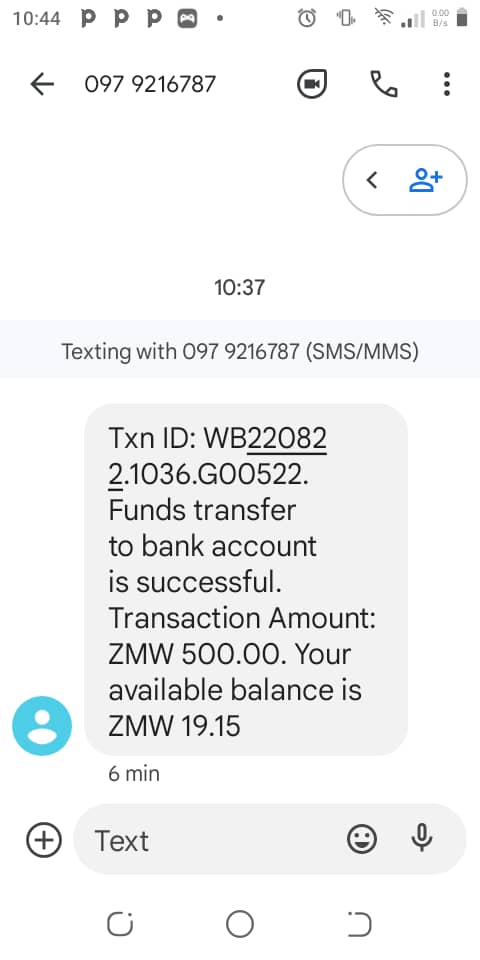 10:44
0.00
B/s
097 9216787
10:37
Texting with 097 9216787 (SMS/MMS)
Txn ID: WB22082
2.1036.G00522.
Funds transfer
to bank account
is successful.
Transaction Amount:
ZMW 500.00. Your
available balance is
ZMW 19.15
6 min
Text